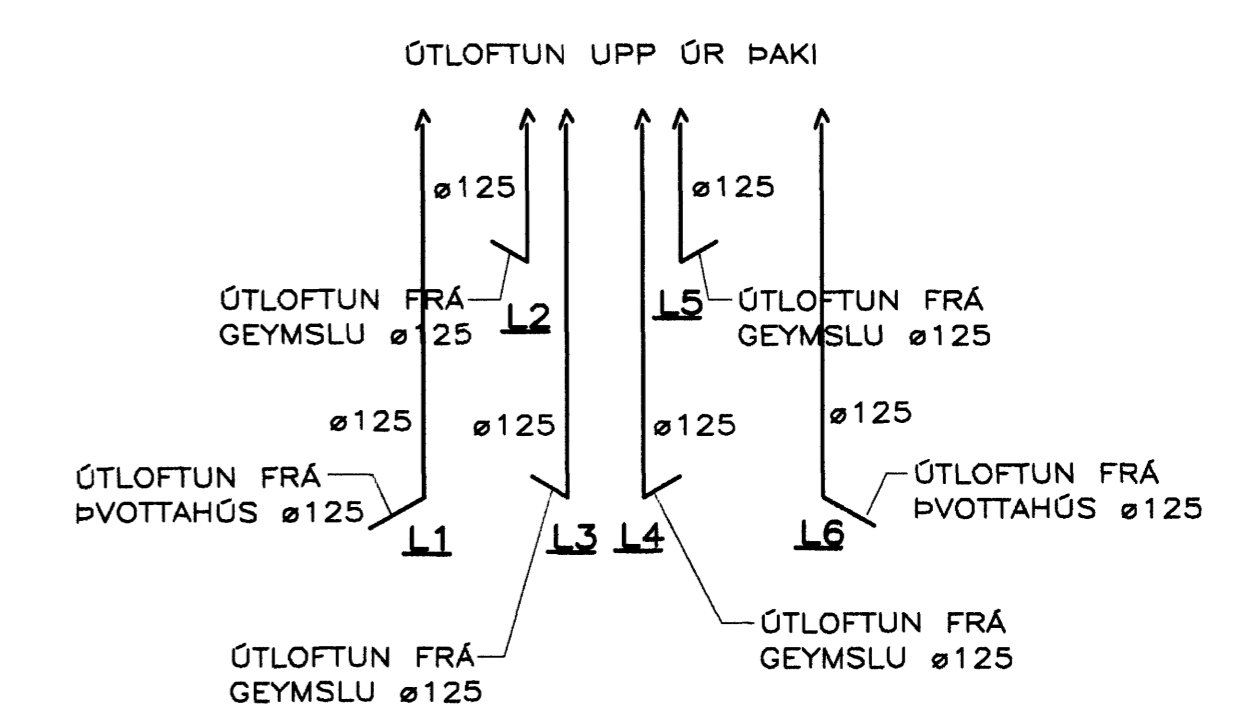 ÚTLOFTUN UPP ÚR ÞAKI
ø125
ø125
ÚTLOFTUN FRÁ
GEYMSLU ø125
L2
L5
ÚTLOFTUN FRÁ
GEYMSLU ø125
ø125
ø125
ø125
ø125
ÚTLOFTUN FRÁ
ÞVOTTAHÚS ø125
L1
L3
L4
L6
ÚTLOFTUN FRÁ
ÞVOTTAHÚS ø125
ÚTLOFTUN FRÁ
GEYMSLU ø125
ÚTLOFTUN FRÁ
GEYMSLU ø125